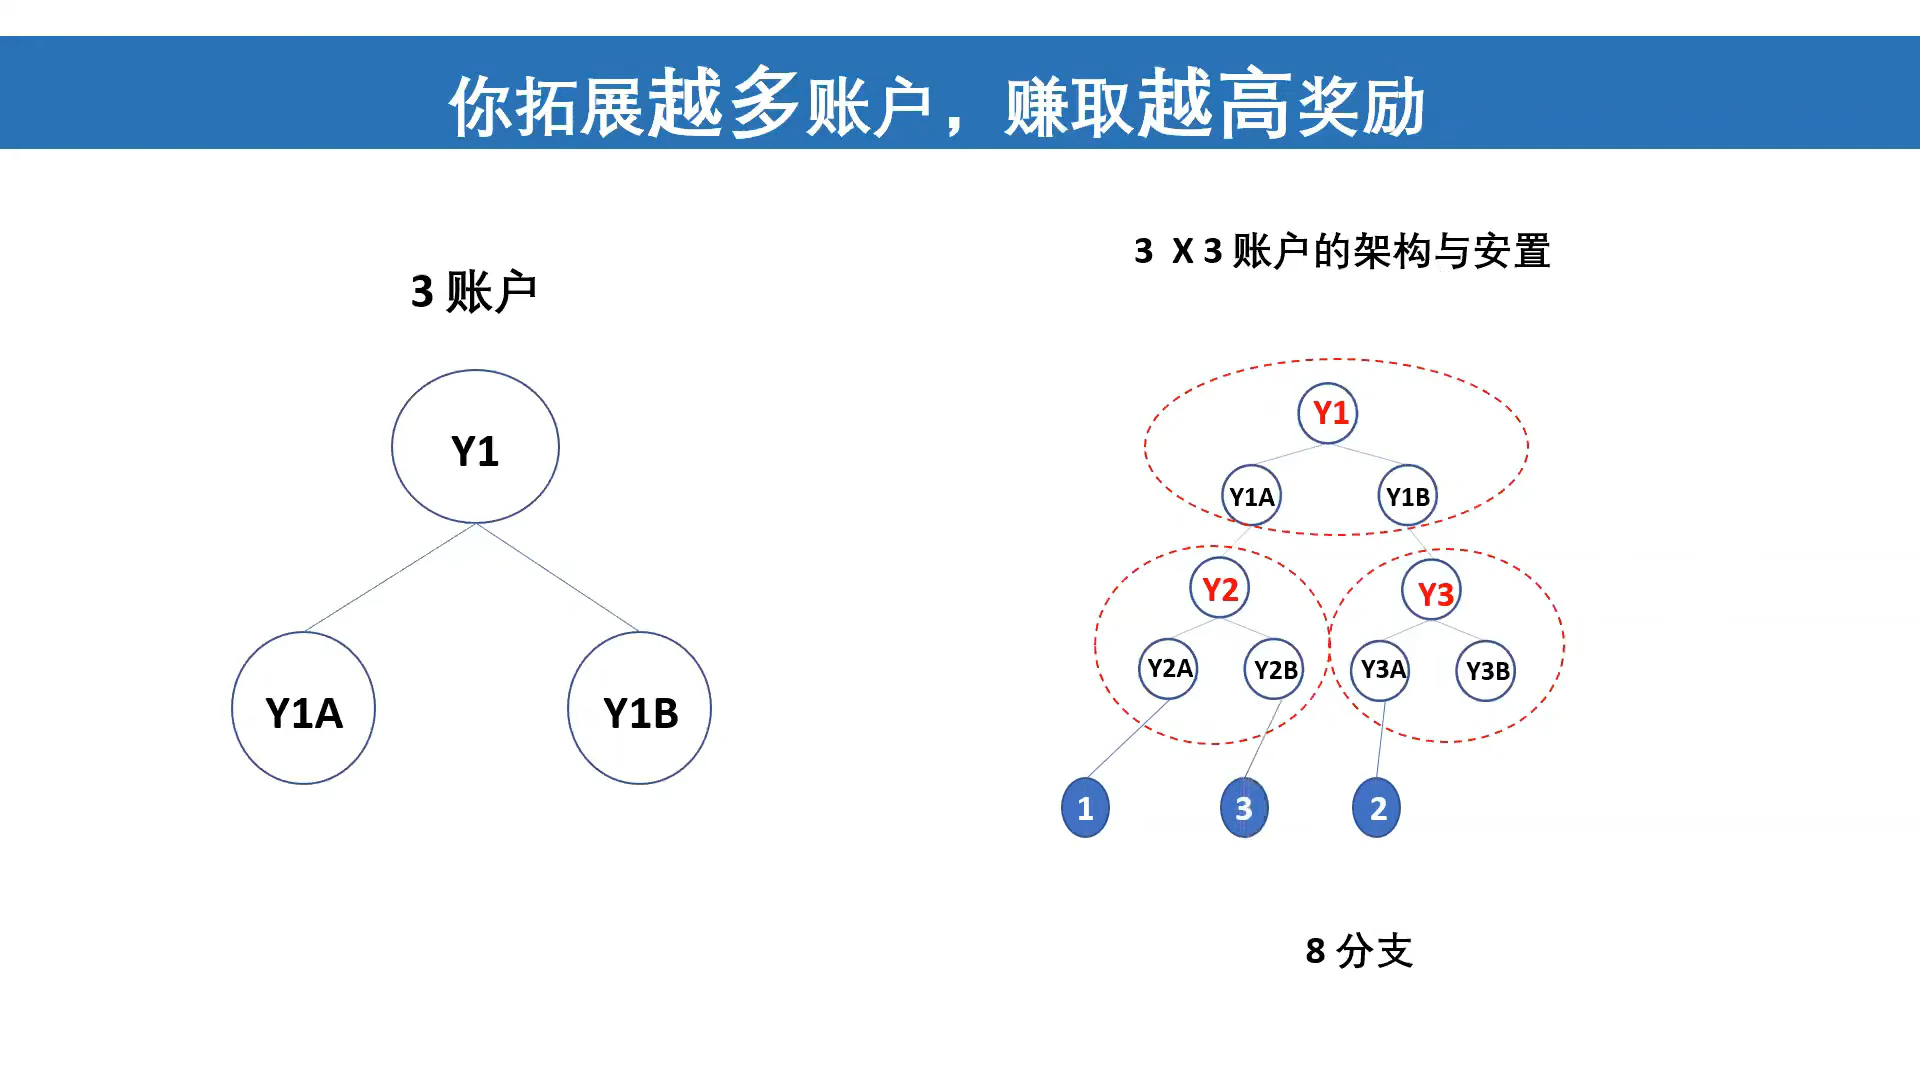 你拓展越多账户，赚取越高奖励
3 账户
Y1
Y1A
Y1B
3 X 3 账户的架构与安置
Y1
Y1A
Y1B
Y2
Y3
Y2A
Y2B
Y3A
Y3B
1
3
2
8 分支